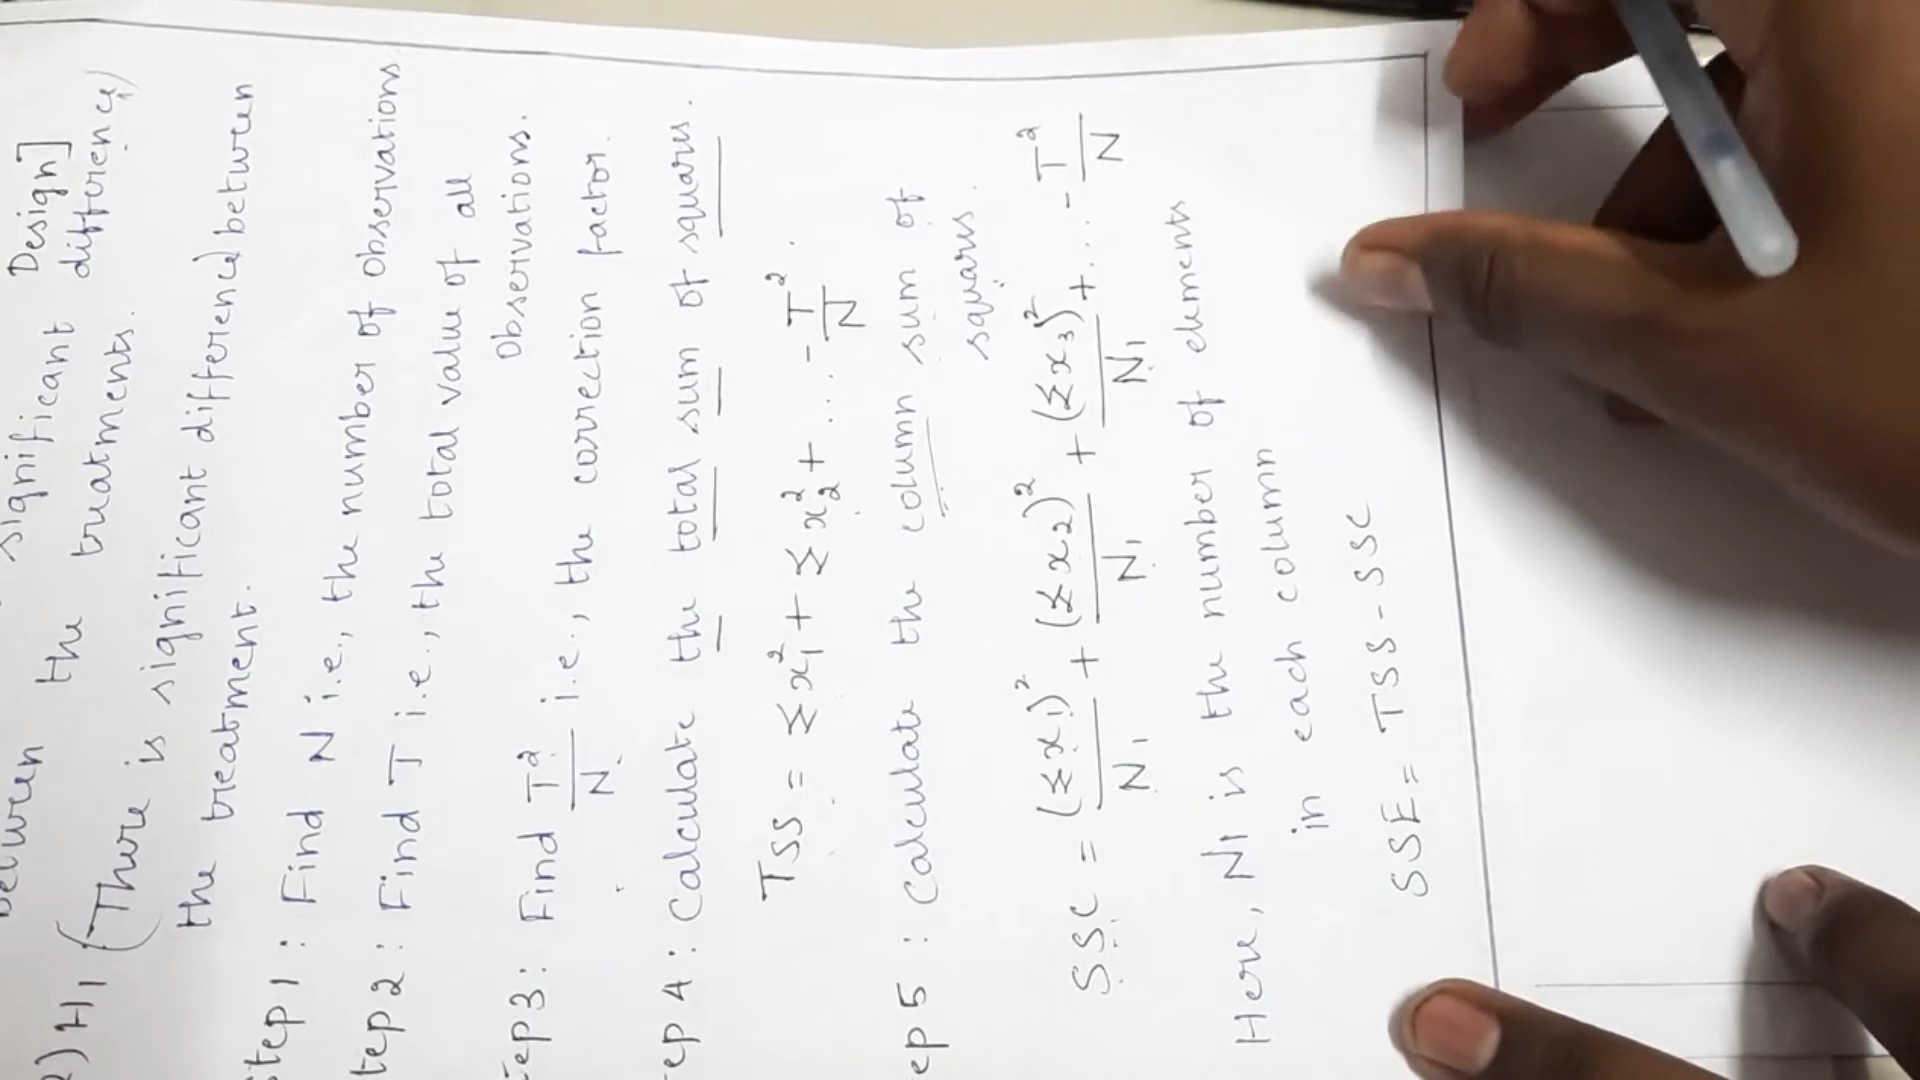 significant Design]
between the difference/
the treatments.
2) H1 (There is significant difference between
the treatment.
Step 1 : Find N i.e., the number of observations
Step 2 : Find T i.e., the total value of all
observations.
Step 3 : Find T²/N i.e., the correction factor.
ep 4 : Calculate the total sum of squares.
TSS = Σx₁² + Σx₂² + .... - T²/N.
ep 5 : Calculate the column sum of
squares.
SSC = (Σx₁)²/N1 + (Σx₂)²/N1 + (Σx₃)²/N1 + .... - T²/N
Here, N1 is the number of elements
in each column
SSE = TSS - SSC